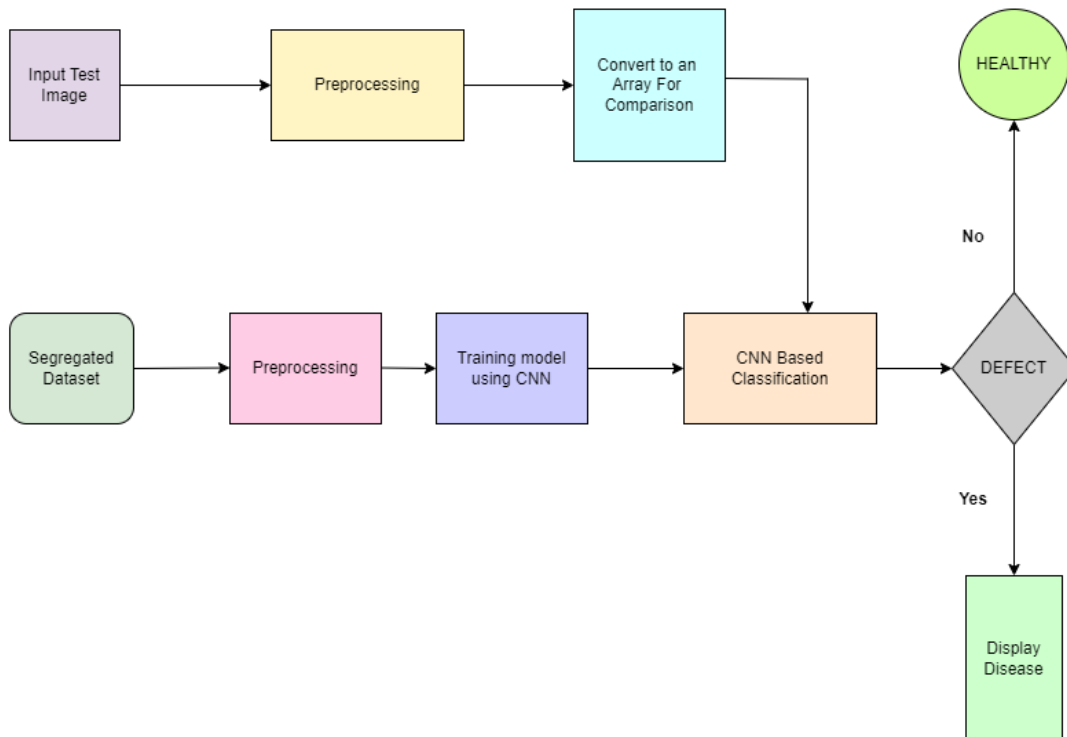 Input Test
Image
Preprocessing
Convert to an
Array For
Comparison
HEALTHY
No
Segregated
Dataset
Preprocessing
Training model
using CNN
CNN Based
Classification
DEFECT
Yes
Display
Disease